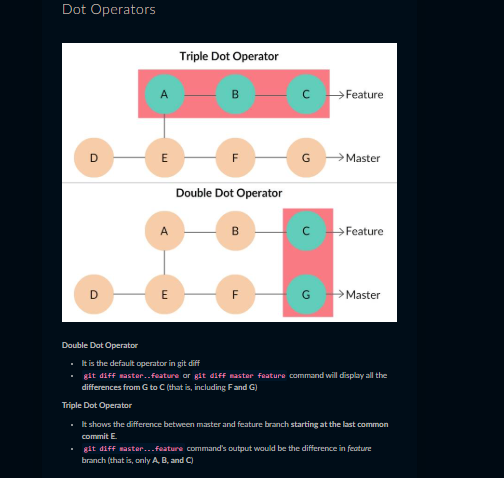 Dot Operators
Triple Dot Operator
A B C Feature
D E F G Master
Double Dot Operator
A B C Feature
D E F G Master
Double Dot Operator
• It is the default operator in git diff
• git diff master..feature or git diff master feature command will display all the
differences from G to C (that is, including F and G)
Triple Dot Operator
• It shows the difference between master and feature branch starting at the last common
commit E.
• git diff master...feature command's output would be the difference in feature
branch (that is, only A, B, and C)